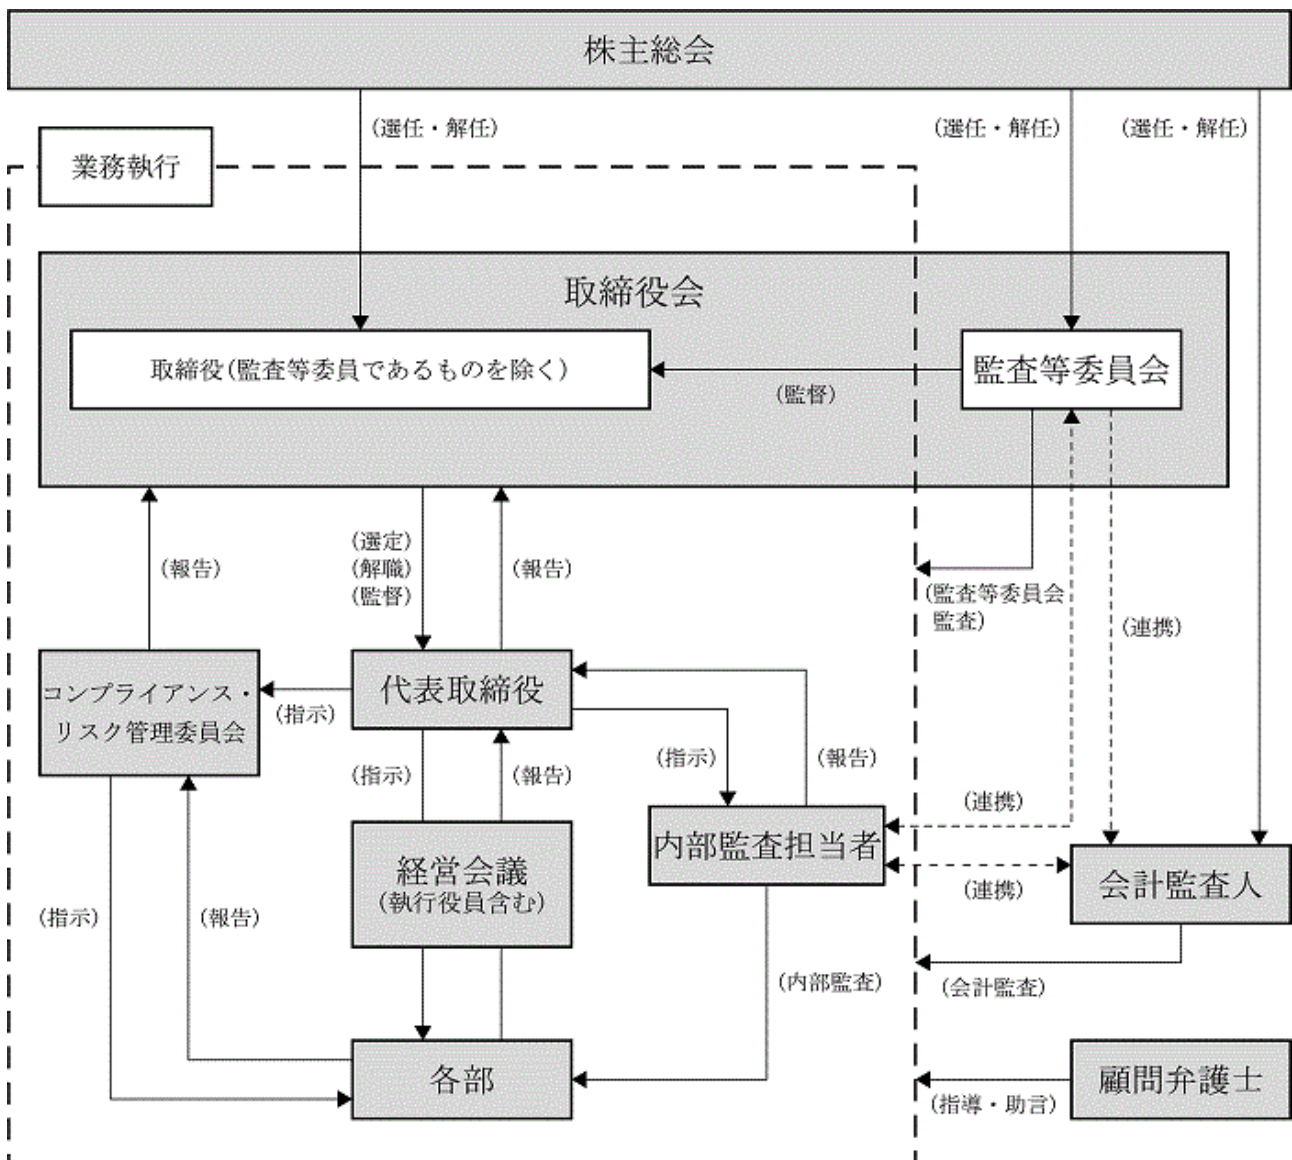 株主総会
(選任・解任)
(選任・解任)
(選任・解任)
業務執行
取締役会
取締役(監査等委員であるものを除く)
監査等委員会
(監督)
(選定)
(解職)
(監督)
(報告)
(報告)
(監査等委員会
監査)
(連携)
コンプライアンス・
リスク管理委員会
代表取締役
(指示)
(指示)
(報告)
(指示)
(報告)
(連携)
内部監査担当者
経営会議
(執行役員含む)
(連携)
会計監査人
(指示)
(報告)
(内部監査)
(会計監査)
各部
顧問弁護士
(指導・助言)